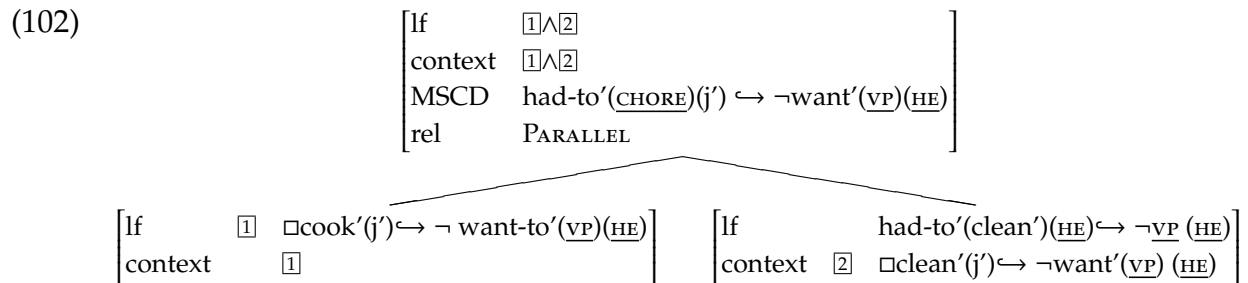 (102)
lf 1∧2
context 1∧2
MSCD had-to'(CHORE)(j') ↪ ¬want'(VP)(HE)
rel PARALLEL
lf 1 □cook'(j')↪ ¬ want-to'(VP)(HE)
context 1
lf had-to'(clean')(HE)↪ ¬VP (HE)
context 2 □clean'(j')↪ ¬want'(VP) (HE)